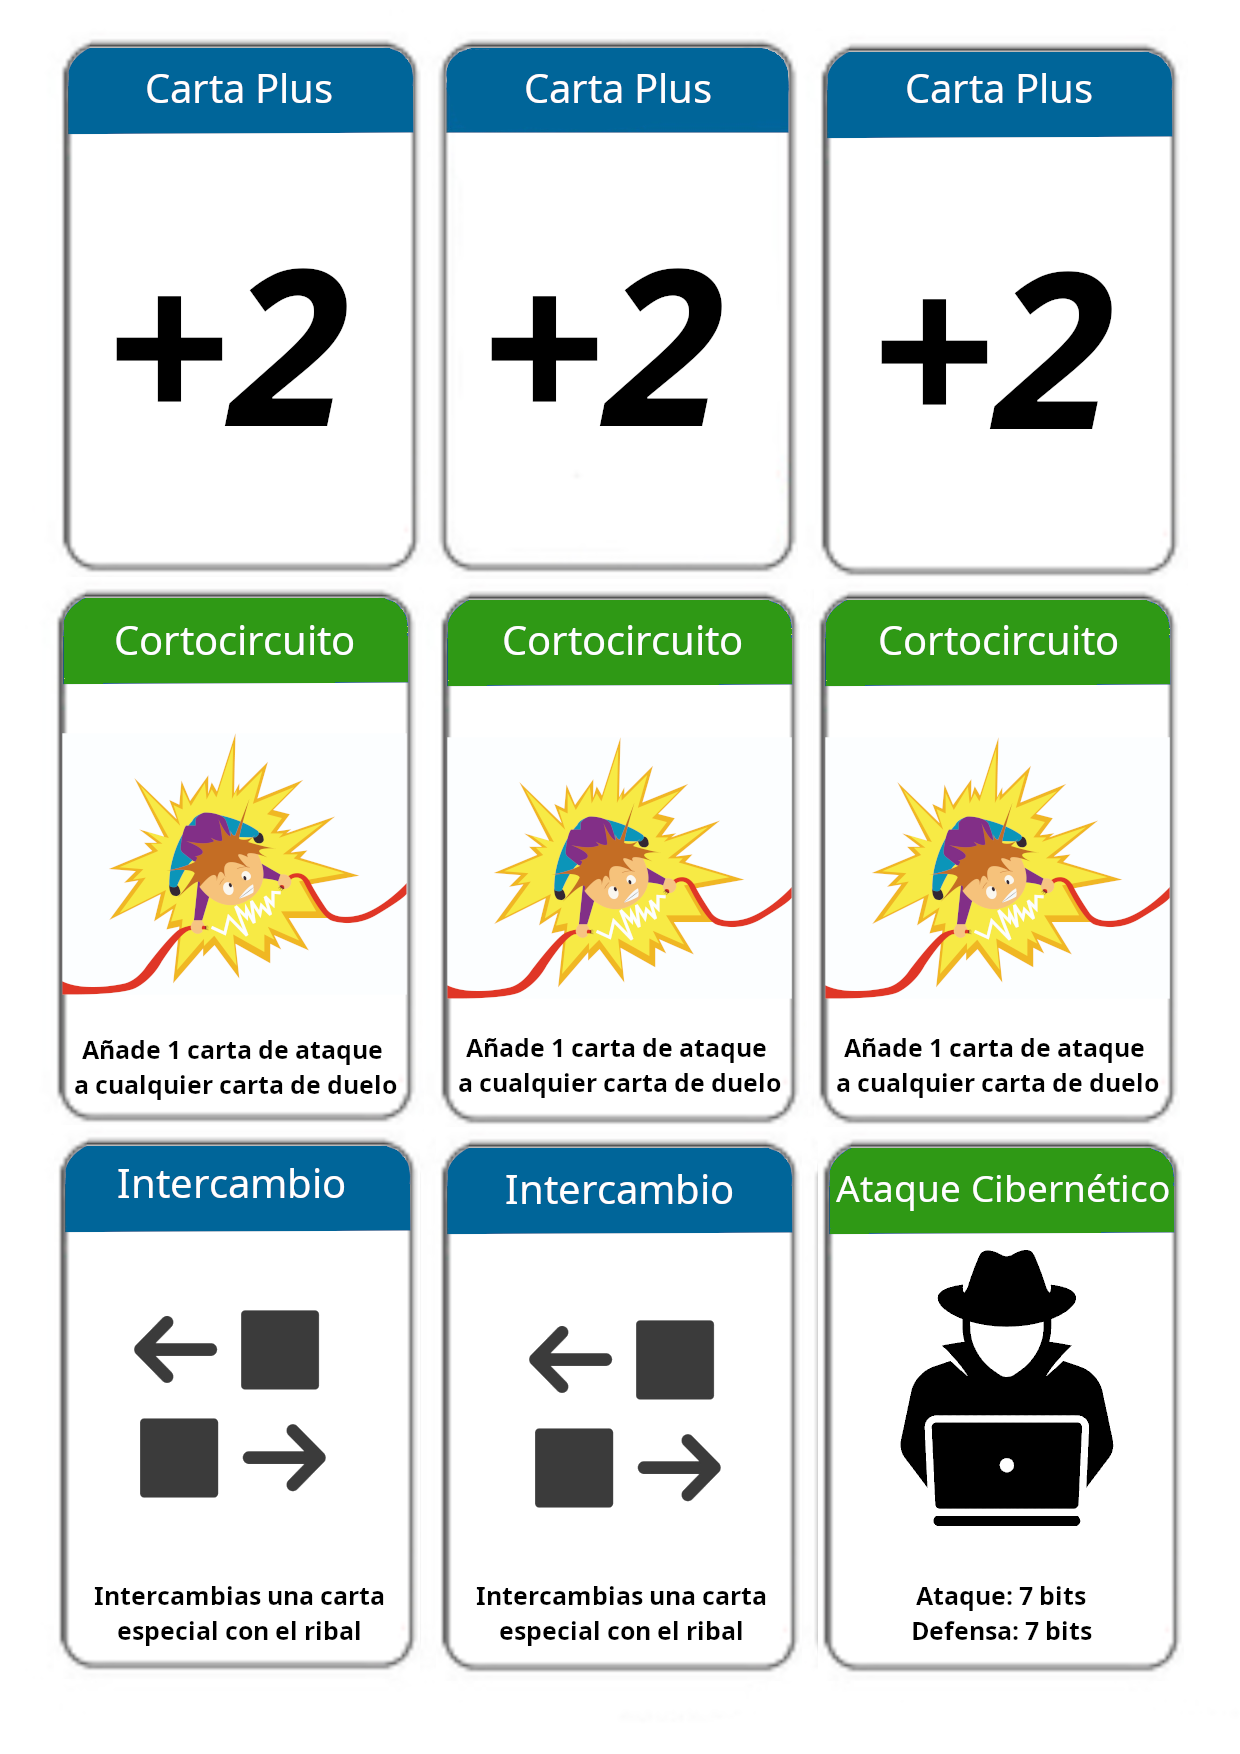 Carta Plus
Carta Plus
Carta Plus
+2
+2
+2
Cortocircuito
Cortocircuito
Cortocircuito
Añade 1 carta de ataque
a cualquier carta de duelo
Añade 1 carta de ataque
a cualquier carta de duelo
Añade 1 carta de ataque
a cualquier carta de duelo
Intercambio
Intercambio
Ataque Cibernético
Intercambias una carta
especial con el ribal
Intercambias una carta
especial con el ribal
Ataque: 7 bits
Defensa: 7 bits